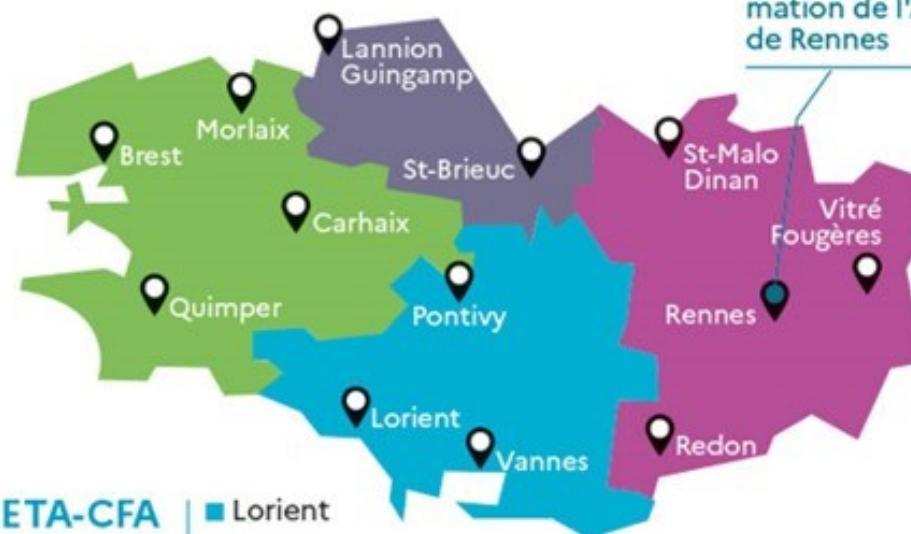 mation de l'
de Rennes
Lannion
Guingamp
Morlaix
Brest
St-Brieuc
St-Malo
Dinan
Carhaix
Vitré
Fougères
Quimper
Pontivy
Rennes
Lorient
Redon
Vannes
ETA-CFA
Lorient